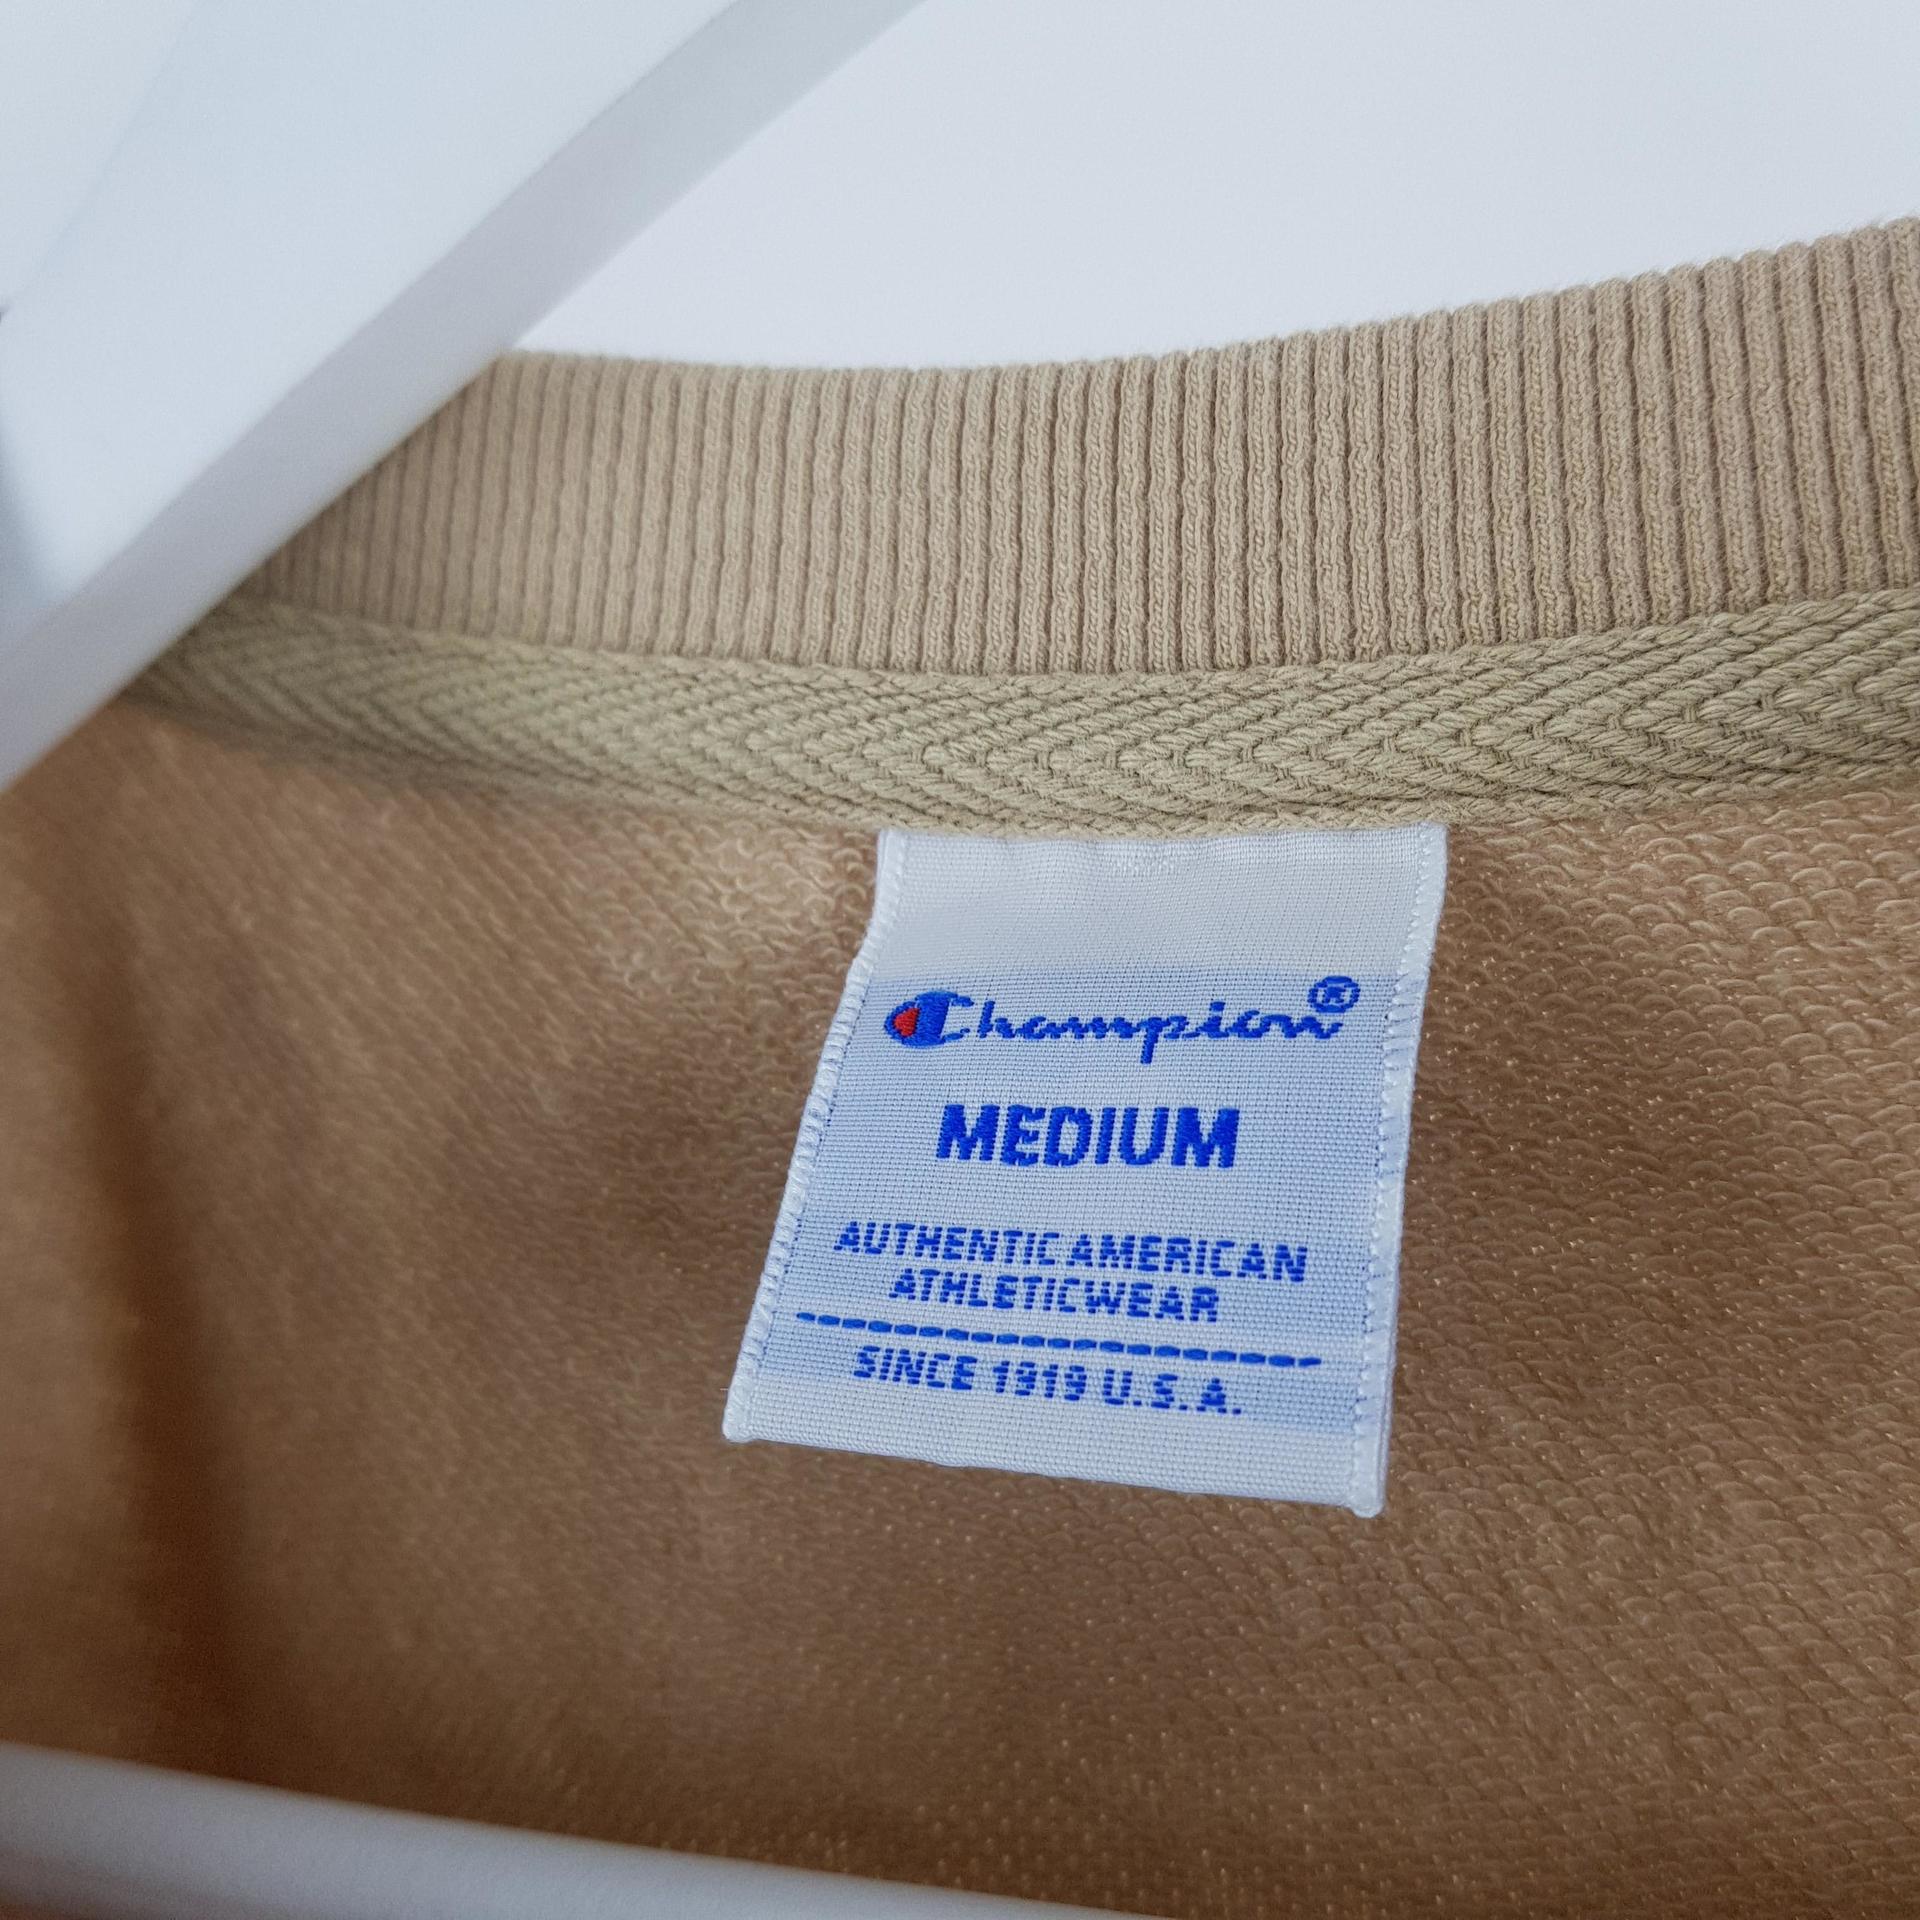 Champion®
MEDIUM
AUTHENTIC AMERICAN
ATHLETICWEAR
SINCE 1919 U.S.A.